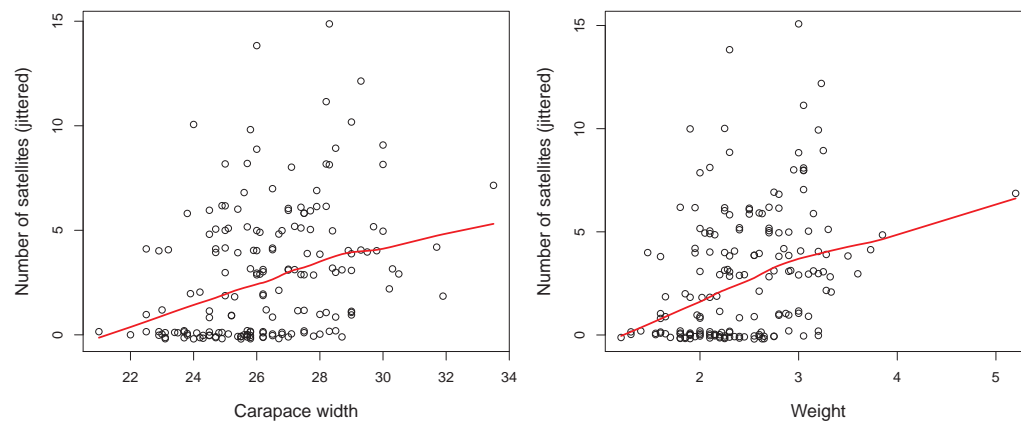 Number of satellites (jittered)
15
10
5
0
22 24 26 28 30 32 34
Carapace width
Number of satellites (jittered)
15
10
5
0
2 3 4 5
Weight